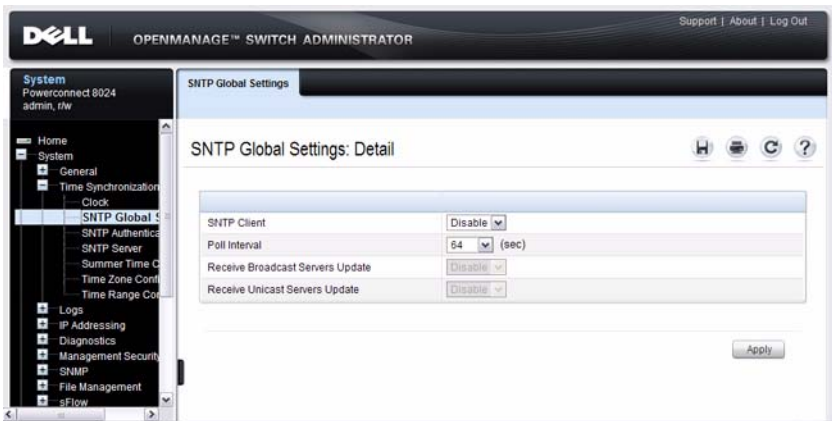 Support | About | Log Out
DELL OPENMANAGE™ SWITCH ADMINISTRATOR
System
Powerconnect 8024
admin, r/w
SNTP Global Settings
Home
System
General
Time Synchronization
Clock
SNTP Global S
SNTP Authentica
SNTP Server
Summer Time C
Time Zone Confi
Time Range Con
Logs
IP Addressing
Diagnostics
Management Security
SNMP
File Management
sFlow
SNTP Global Settings: Detail
SNTP Client Disable
Poll Interval 64 (sec)
Receive Broadcast Servers Update Disable
Receive Unicast Servers Update Disable
Apply